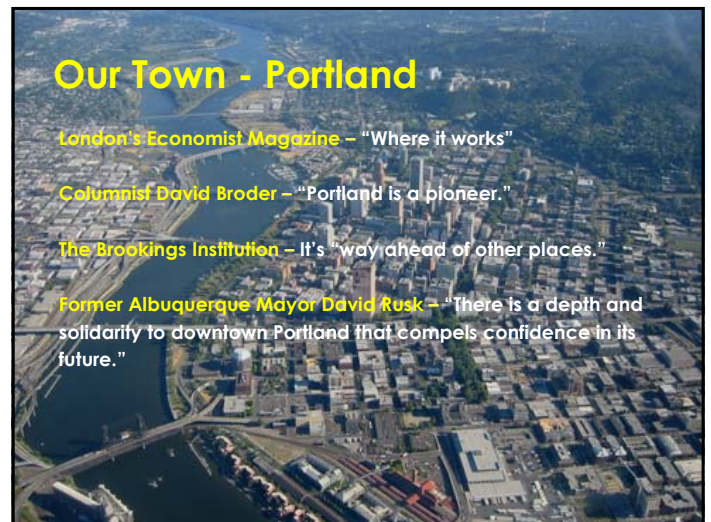 Our Town - Portland
London's Economist Magazine – “Where it works”
Columnist David Broder – “Portland is a pioneer.”
The Brookings Institution – It’s “way ahead of other places.”
Former Albuquerque Mayor David Rusk – “There is a depth and
solidarity to downtown Portland that compels confidence in its
future.”